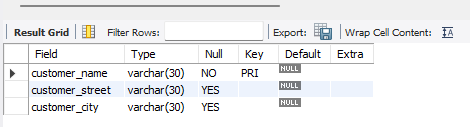 Result Grid Filter Rows: Export: Wrap Cell Content: IA
Field Type Null Key Default Extra
customer_name varchar(30) NO PRI NULL
customer_street varchar(30) YES NULL
customer_city varchar(30) YES NULL